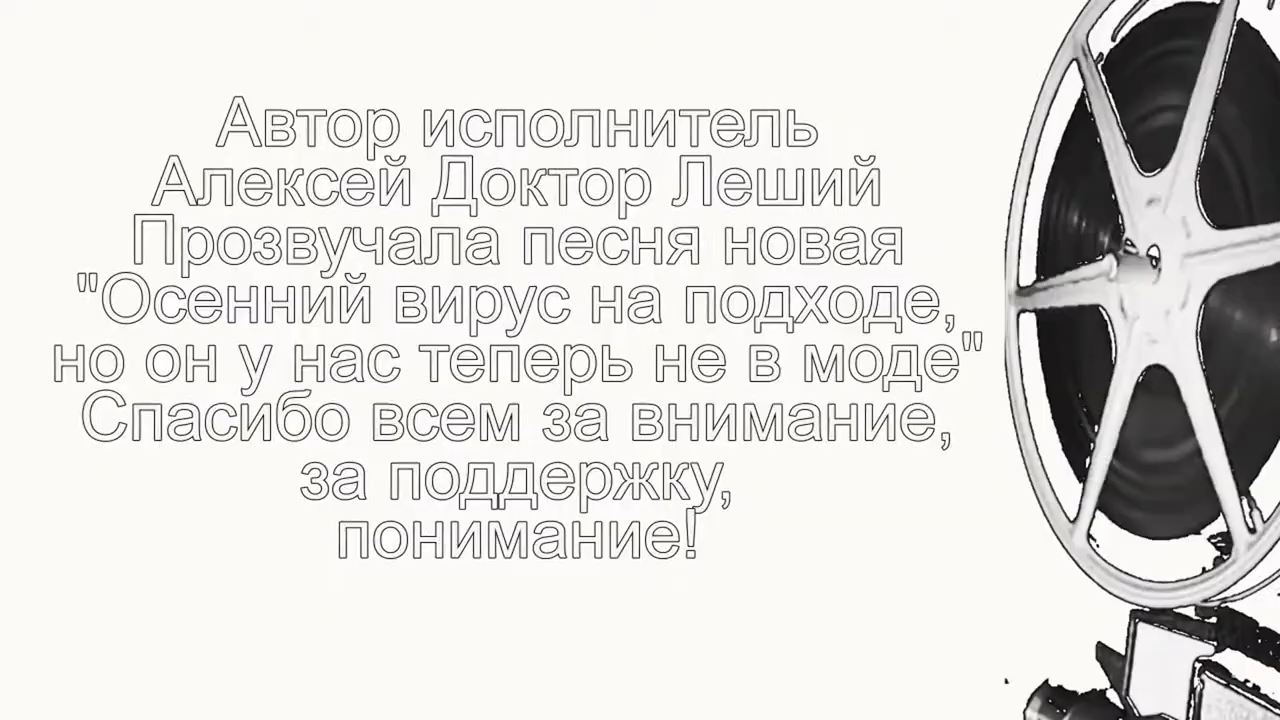 Автор исполнитель
Алексей Доктор Леший
Прозвучала песня новая
"Осенний вирус на подходе,
но он у нас теперь не в моде"
Спасибо всем за внимание,
за поддержку,
понимание!